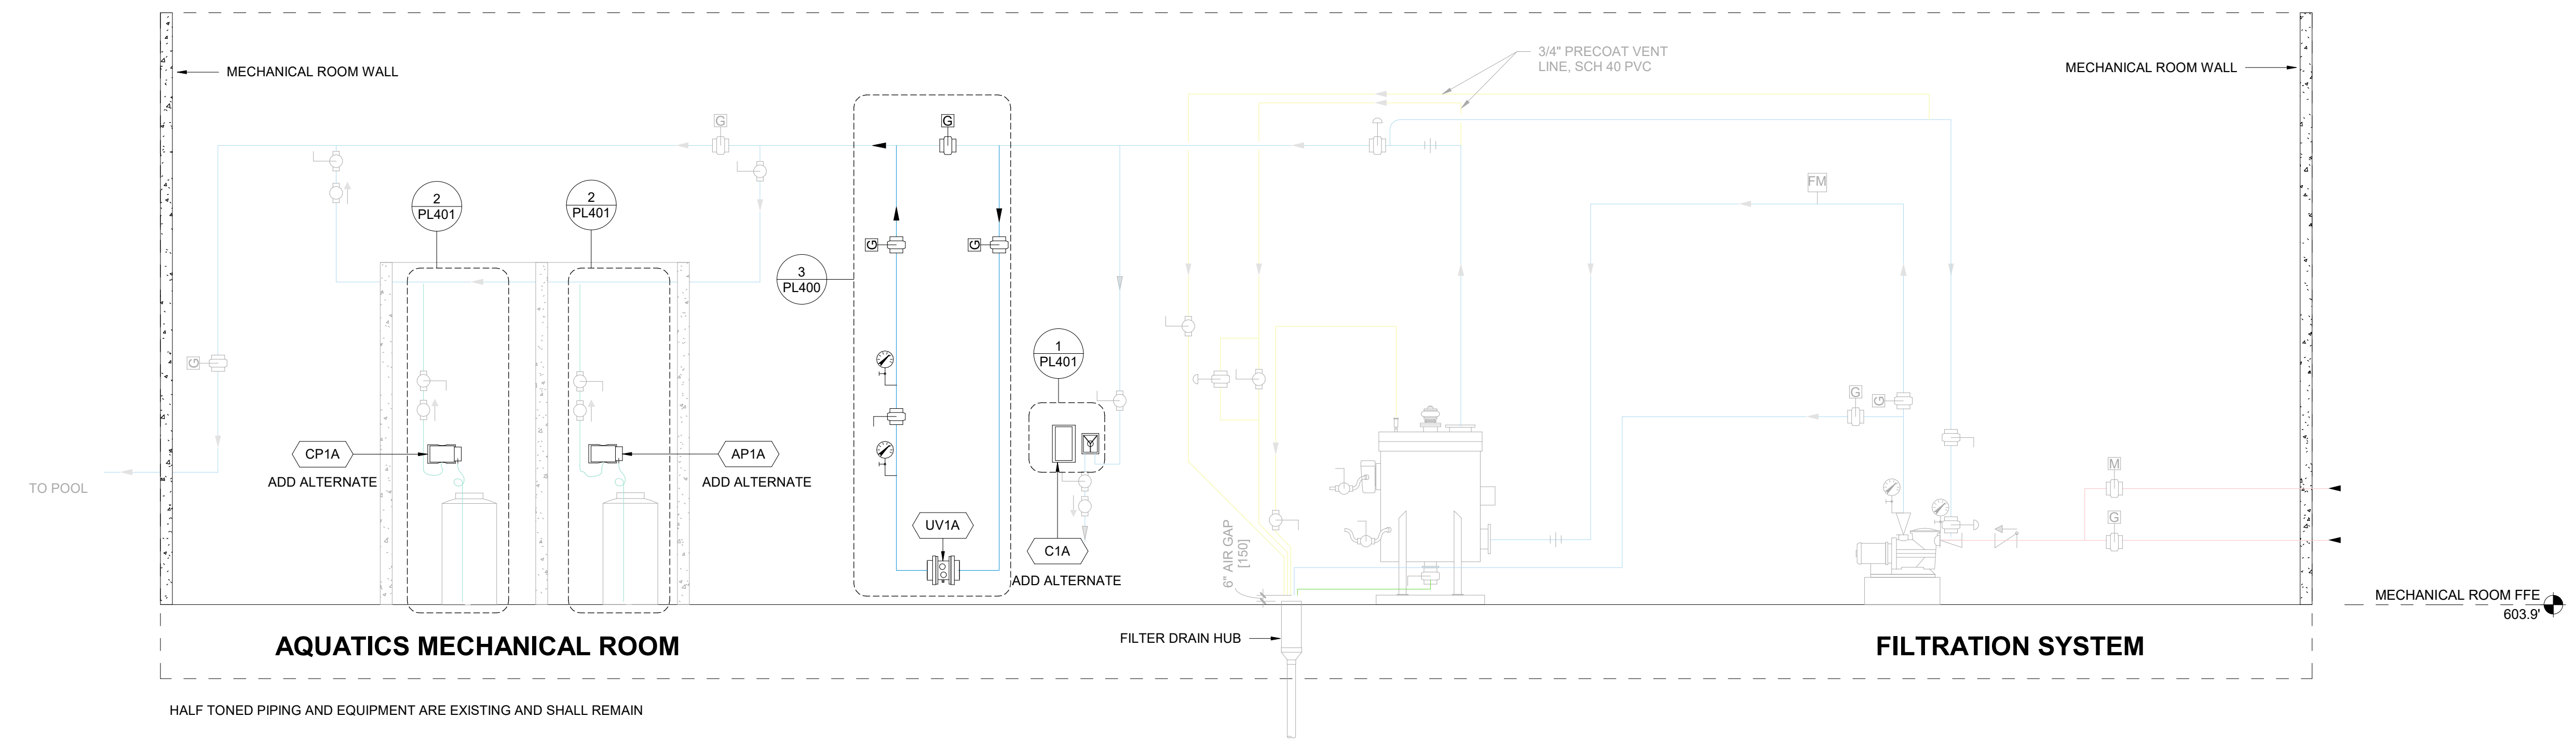 3/4" PRECOAT VENT
LINE, SCH 40 PVC
MECHANICAL ROOM WALL
MECHANICAL ROOM WALL
G
G
FM
2
PL401
2
PL401
G
G
3
PL400
1
PL401
G
G
G
CP1A
ADD ALTERNATE
AP1A
ADD ALTERNATE
M
TO POOL
G
UV1A
C1A
ADD ALTERNATE
6" AIR GAP
[150]
MECHANICAL ROOM FFE
603.9'
AQUATICS MECHANICAL ROOM
FILTER DRAIN HUB
FILTRATION SYSTEM
HALF TONED PIPING AND EQUIPMENT ARE EXISTING AND SHALL REMAIN